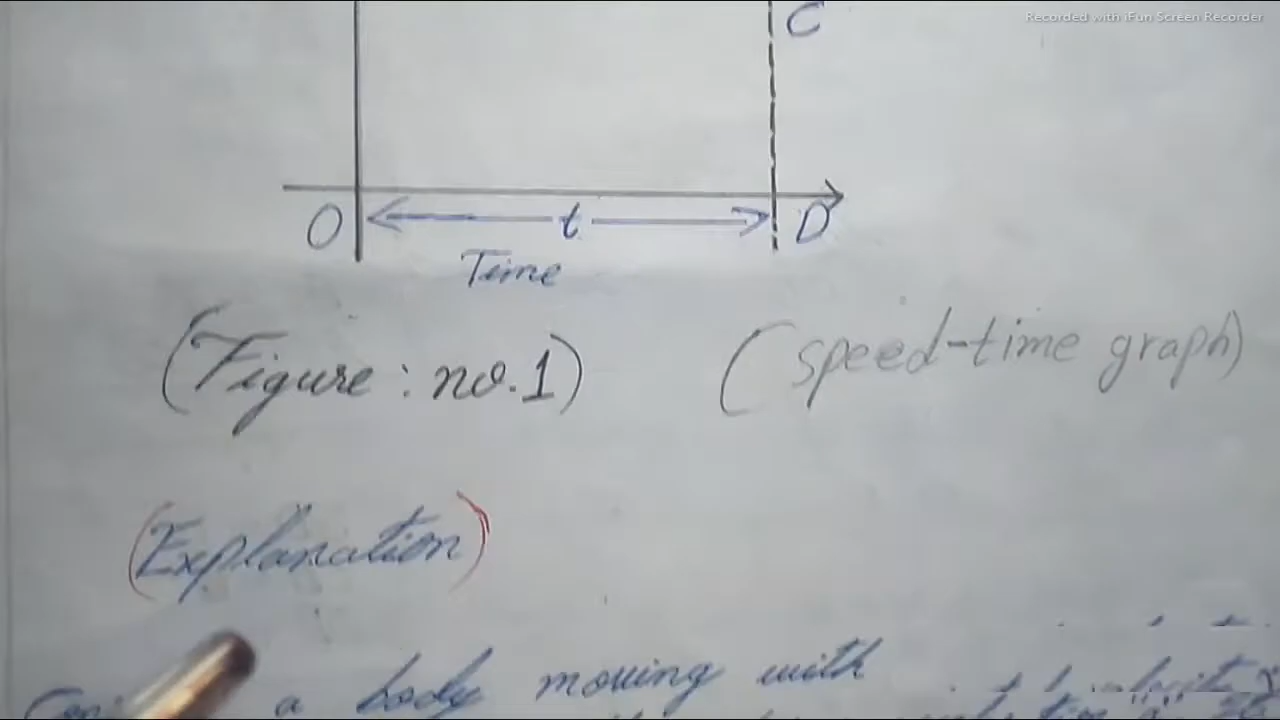 Recorded with iFun Screen Recorder
C
O t D
Time
(Figure: no.1) (speed-time graph)
(Explanation)
a body moving with